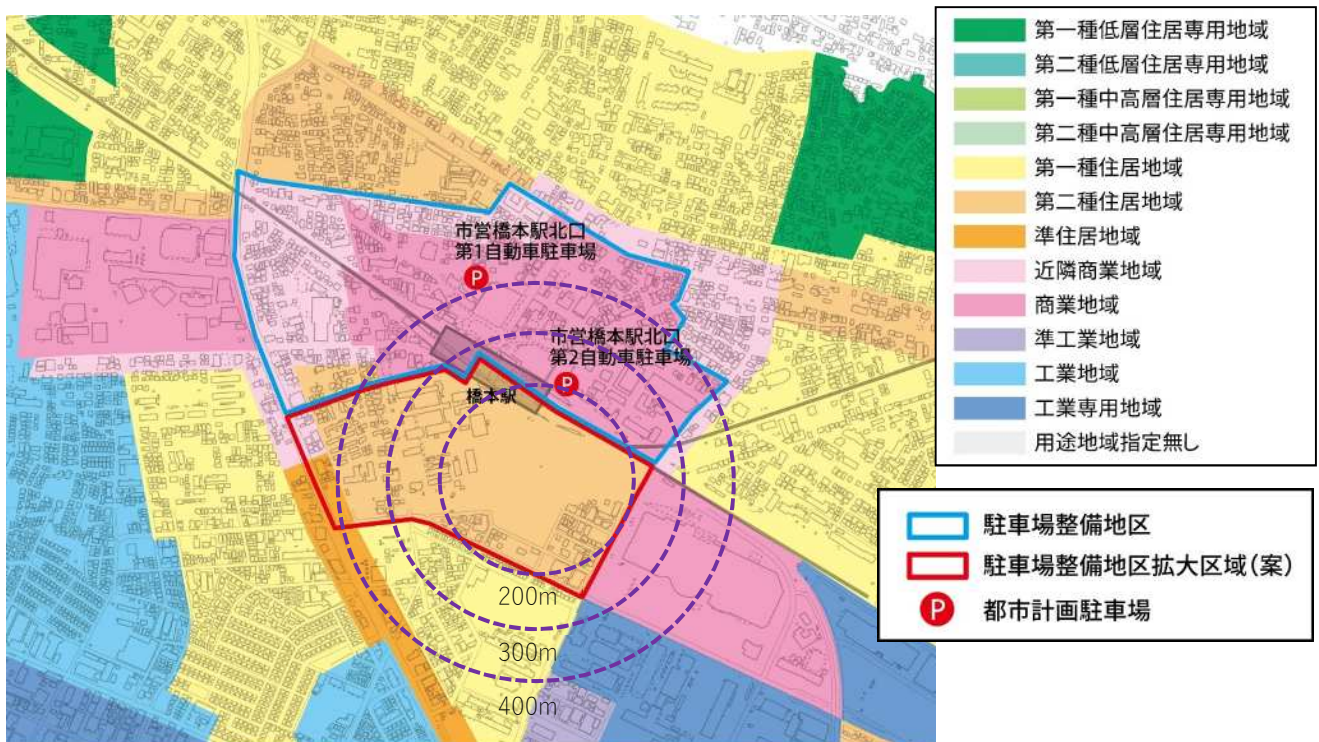 市営橋本駅北口
第1自動車駐車場
P
市営橋本駅北口
第2自動車駐車場
P
橋本駅
200m
300m
400m
第一種低層住居専用地域
第二種低層住居専用地域
第一種中高層住居専用地域
第二種中高層住居専用地域
第一種住居地域
第二種住居地域
準住居地域
近隣商業地域
商業地域
準工業地域
工業地域
工業専用地域
用途地域指定無し
駐車場整備地区
駐車場整備地区拡大区域(案)
P 都市計画駐車場